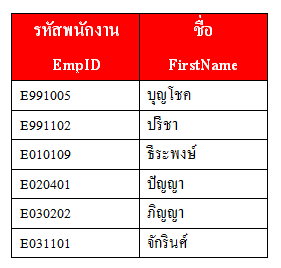 รหัสพนักงาน ชื่อ
EmpID FirstName
E991005 บุญโชค
E991102 ปรีชา
E010109 ธีระพงษ์
E020401 ปัญญา
E030202 ภิญญา
E031101 จักรินศ์